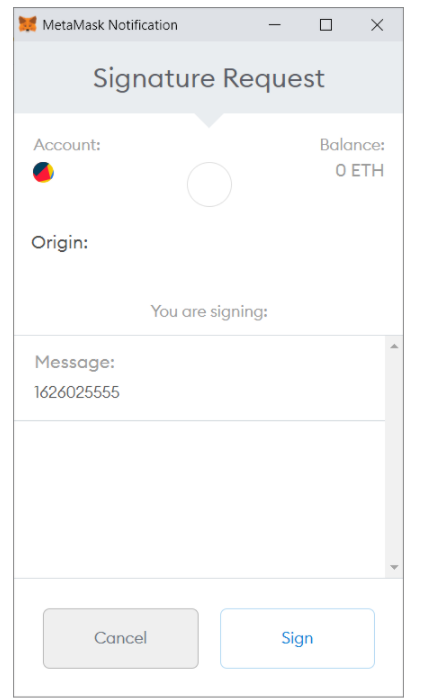 MetaMask Notification
Signature Request
Account:
Balance:
0 ETH
Origin:
You are signing:
Message:
1626025555
Cancel
Sign